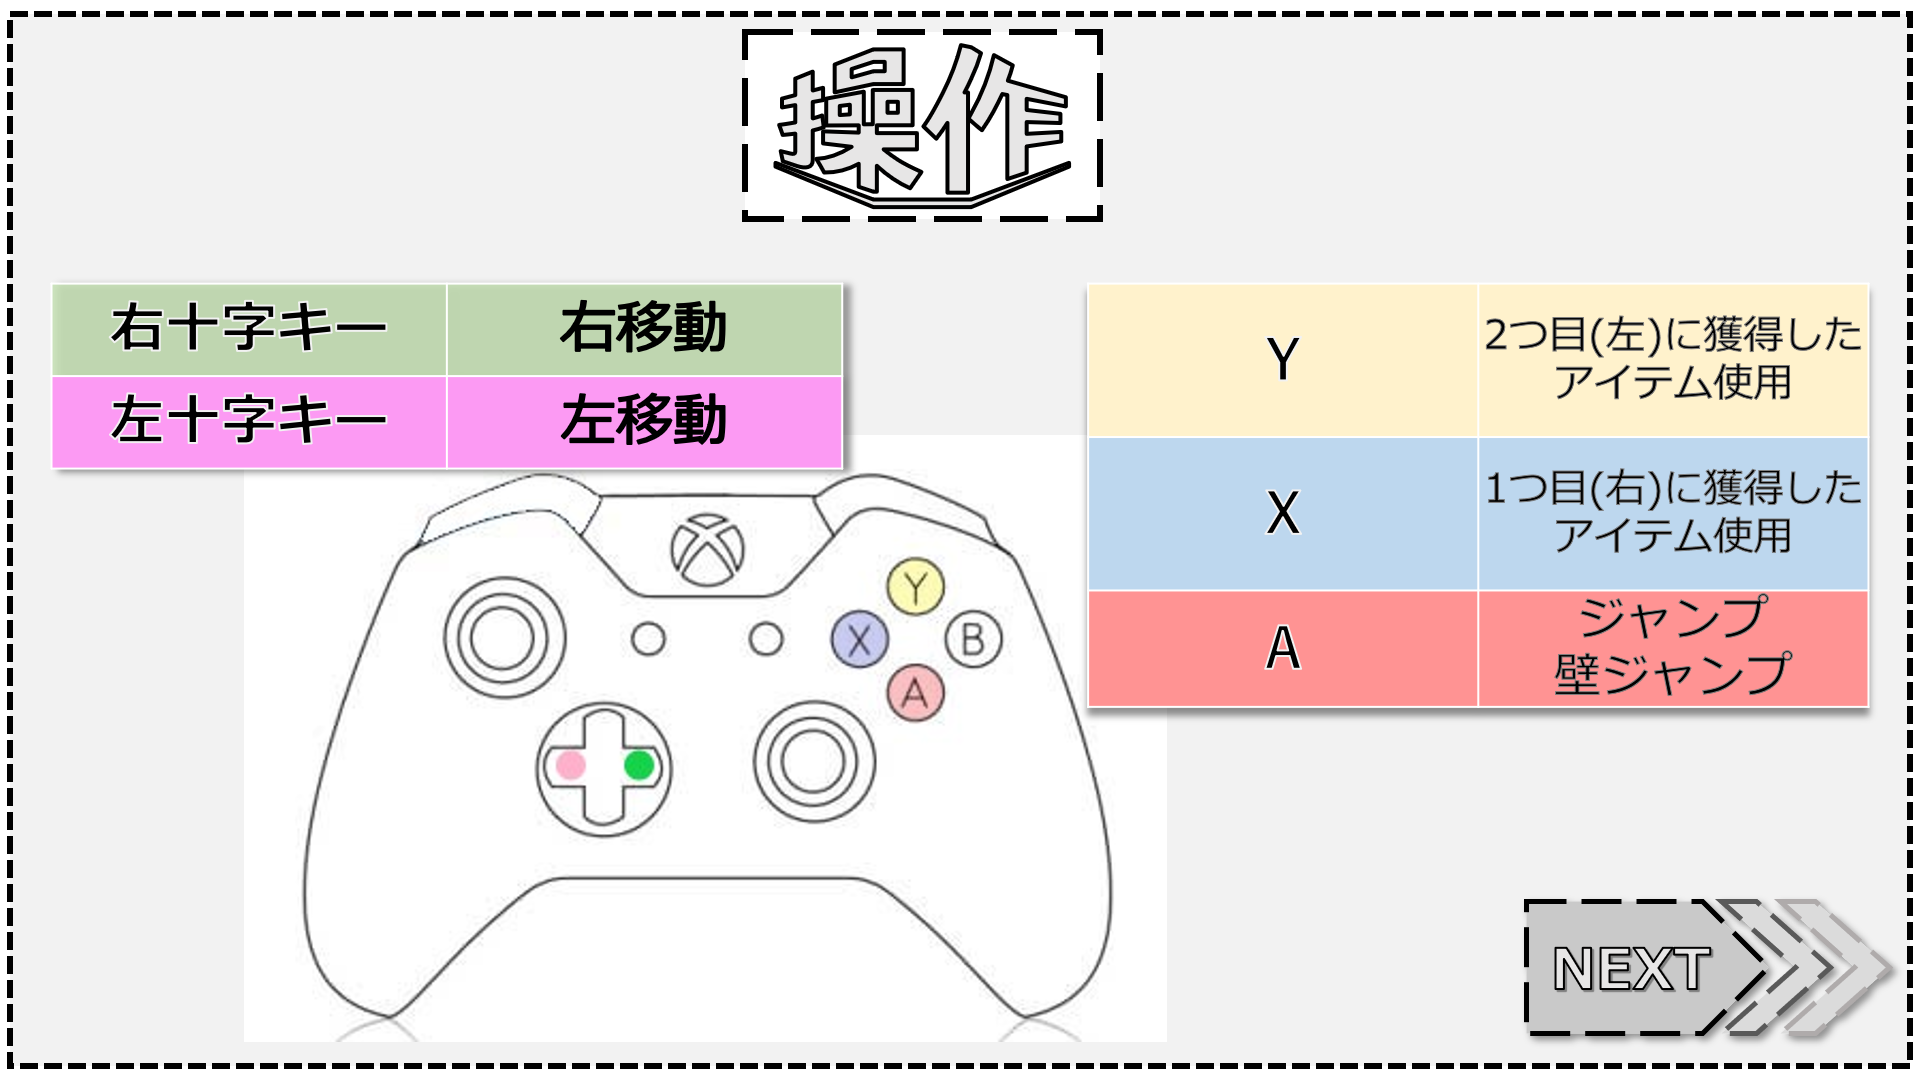 操作
右十字キー 右移動
左十字キー 左移動
Y 2つ目(左)に獲得した
アイテム使用
X 1つ目(右)に獲得した
アイテム使用
A ジャンプ
壁ジャンプ
Y
X B
A
NEXT